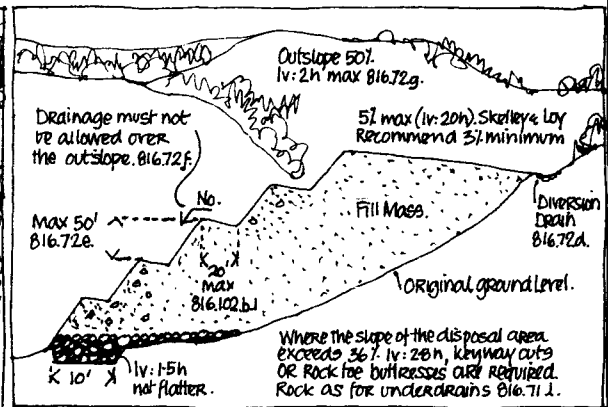 Outslope 50%
1v:2h max 816.72g.
5% max (1v:20h). Skelley & Loy
Recommend 3% minimum
Drainage must not
be allowed over
the outslope. 816.72f.
No.
Max 50'
816.72e.
Fill Mass.
Diversion
Drain
816.72d.
20'
max
816.102.b.1
Original ground level.
10'
1v:1.5h
not flatter.
Where the slope of the disposal area
exceeds 36% 1v:28h, keyway cuts
OR Rock toe buttresses are required.
Rock as for underdrains 816.71 l.